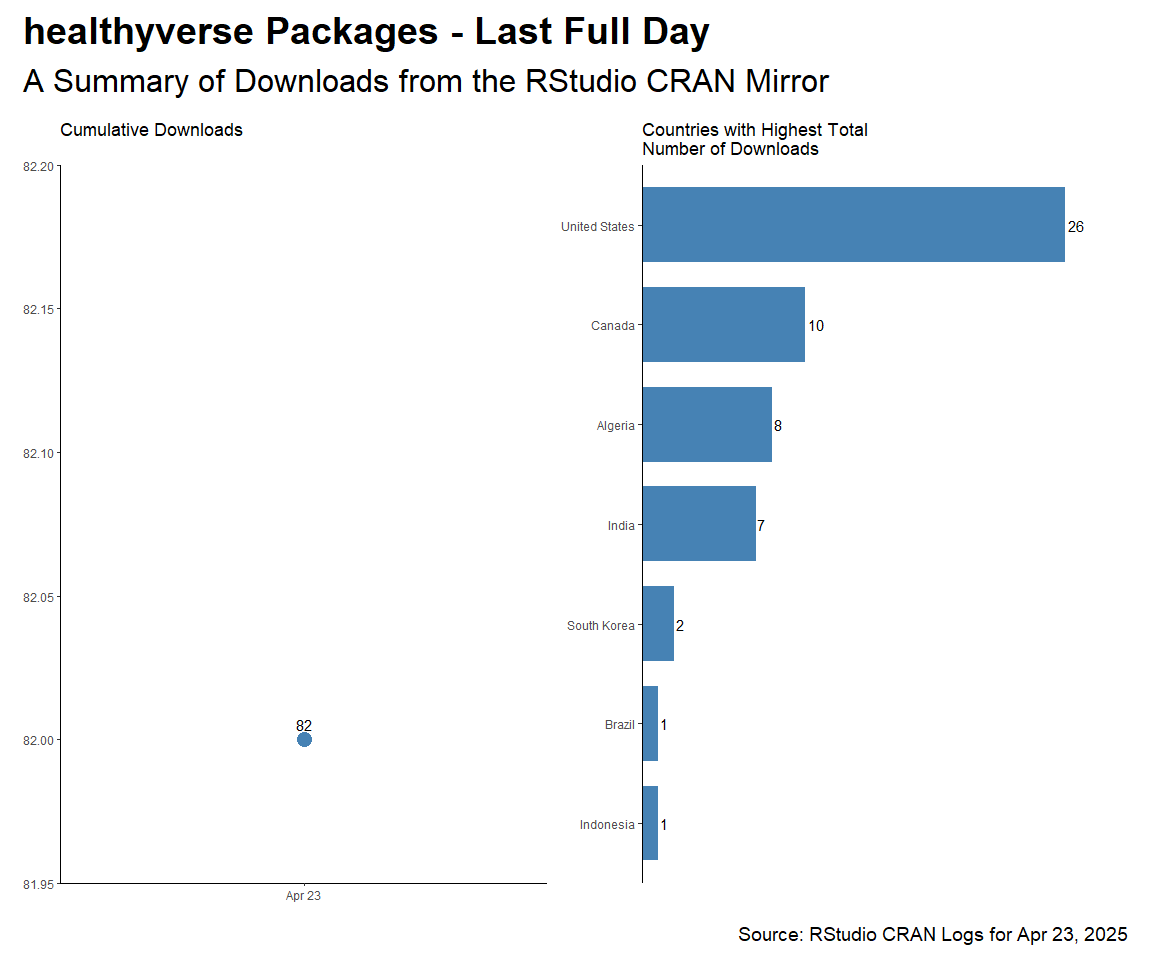 healthyverse Packages - Last Full Day
A Summary of Downloads from the RStudio CRAN Mirror
Cumulative Downloads
82.20
82.15
82.10
82.05
82.00
81.95
82
Apr 23
Countries with Highest Total
Number of Downloads
United States 26
Canada 10
Algeria 8
India 7
South Korea 2
Brazil 1
Indonesia 1
Source: RStudio CRAN Logs for Apr 23, 2025